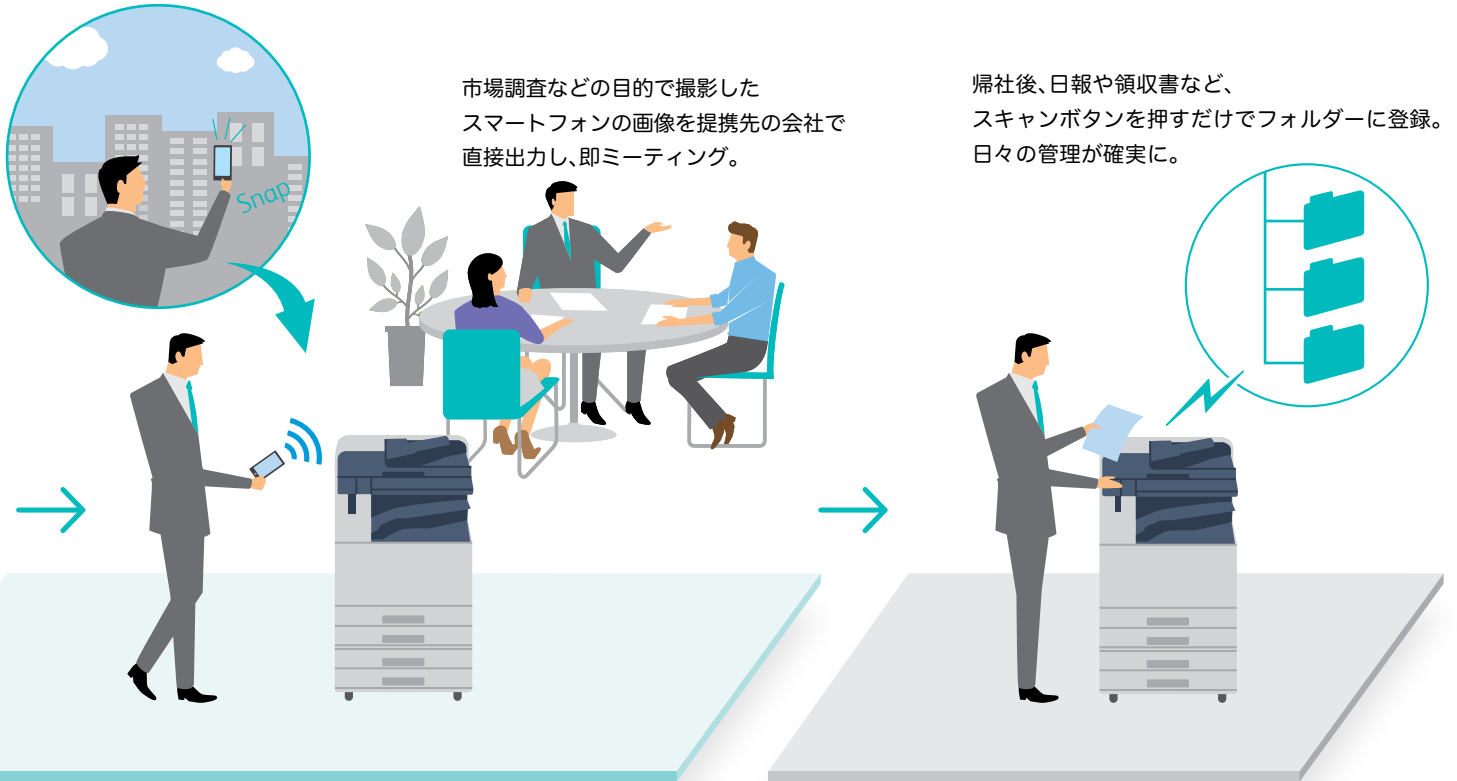 Snap
市場調査などの目的で撮影した
スマートフォンの画像を提携先の会社で
直接出力し、即ミーティング。
帰社後、日報や領収書など、
スキャンボタンを押すだけでフォルダーに登録。
日々の管理が確実に。